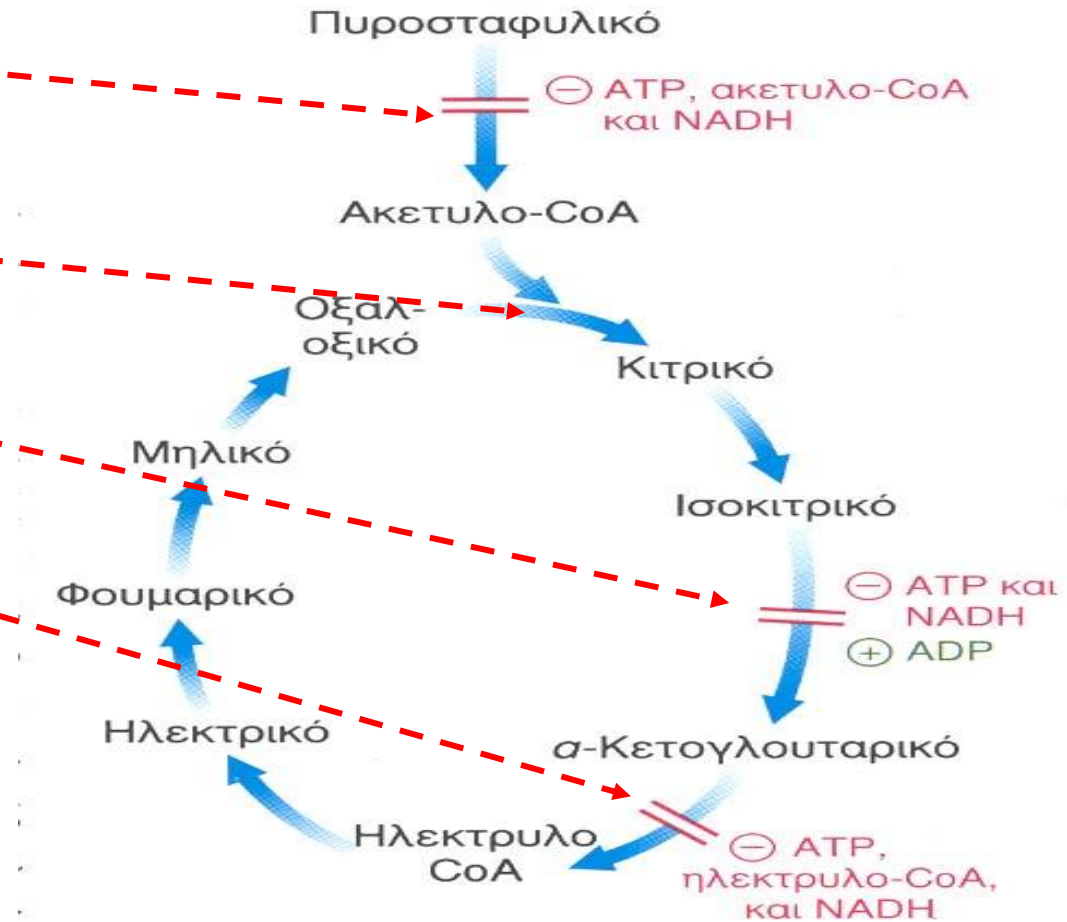 Πυροσταφυλικό
⊖ ATP, ακετυλο-CoA
και NADH
Ακετυλο-CoA
Οξαλ-
οξικό
Κιτρικό
Μηλικό
Ισοκιτρικό
Φουμαρικό
⊖ ATP και
NADH
⊕ ADP
Ηλεκτρικό
α-Κετογλουταρικό
Ηλεκτρυλο
CoA
⊖ ATP,
ηλεκτρυλο-CoA,
και NADH